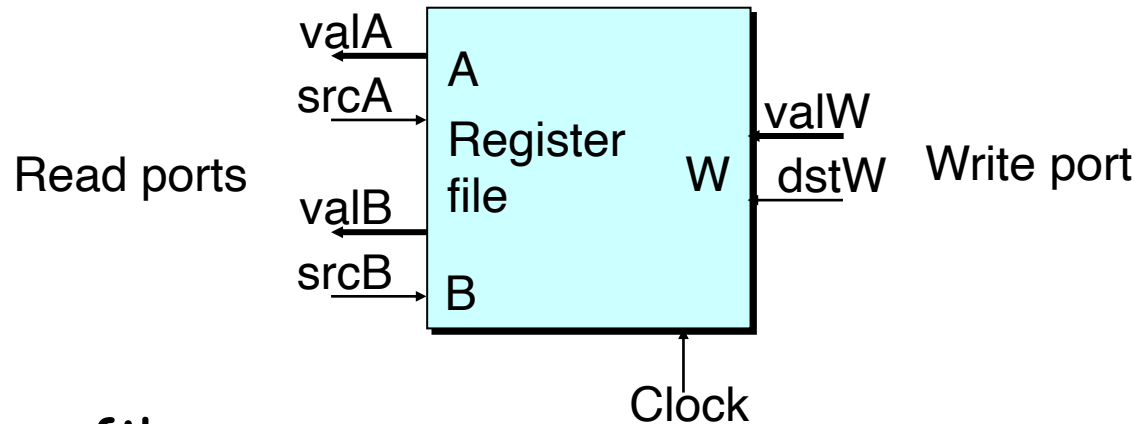 valA
A
srcA
Register
file
valW
W
dstW
Read ports
Write port
valB
srcB
B
Clock